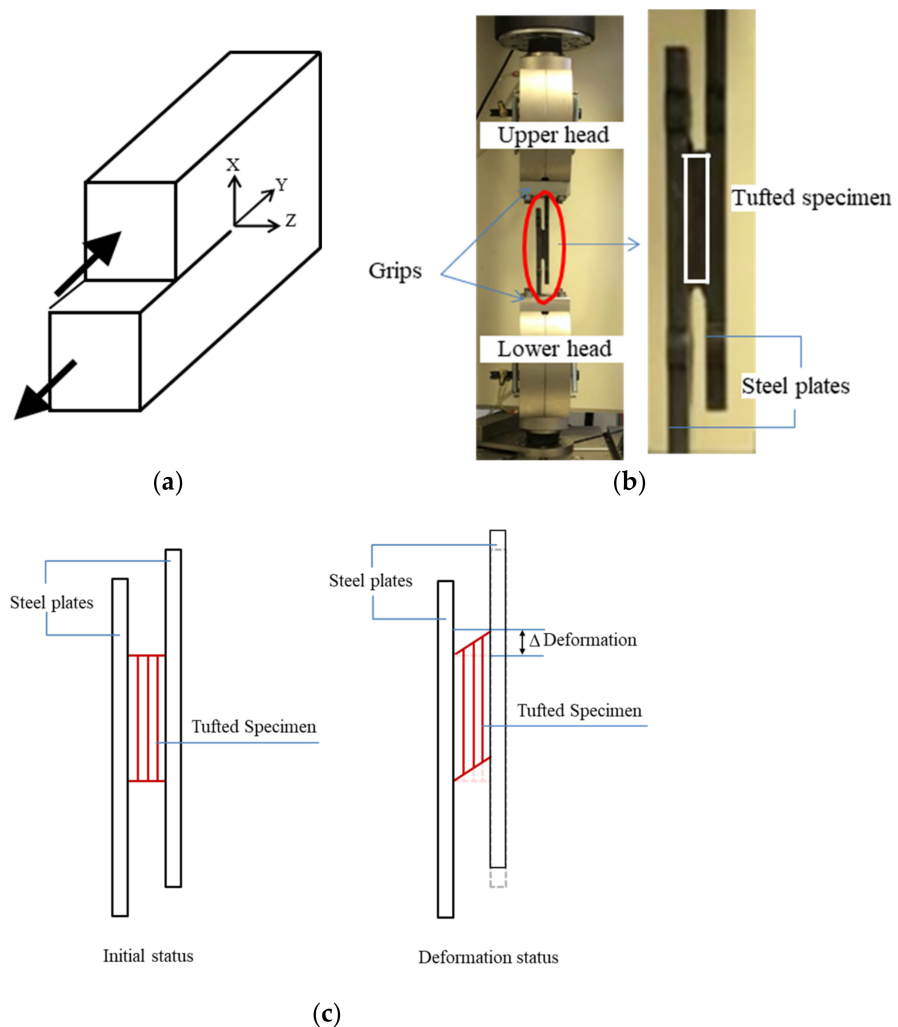 X
Y
Z
(a)
Upper head
Grips
Lower head
Tufted specimen
Steel plates
(b)
Steel plates
Tufted Specimen
Initial status
Steel plates
Δ Deformation
Tufted Specimen
Deformation status
(c)